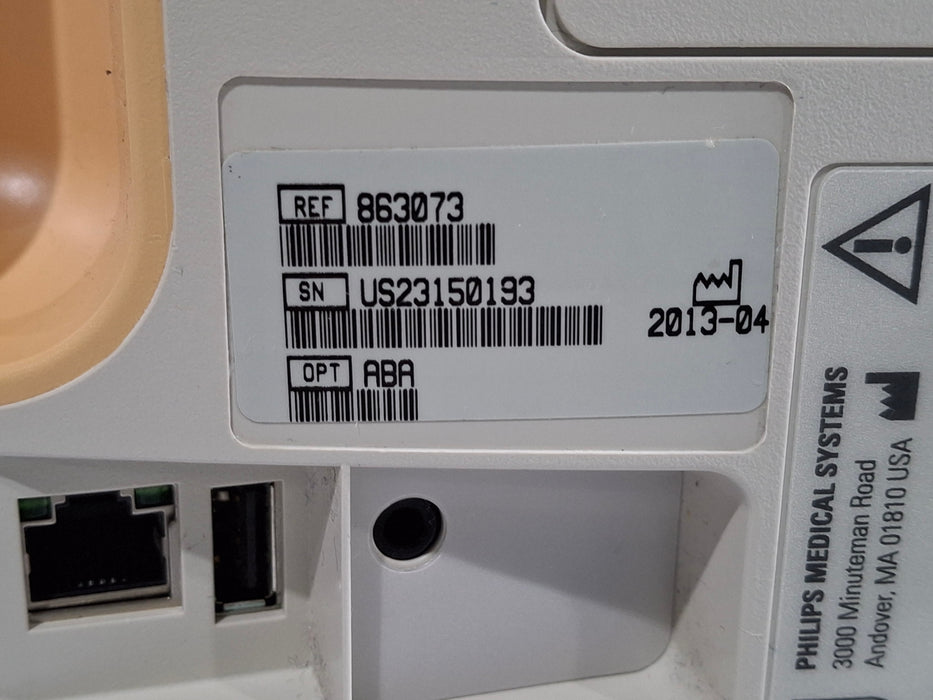 REF 863073
SN US23150193
2013-04
OPT ABA
PHILIPS MEDICAL SYSTEMS
3000 Minuteman Road
Andover, MA 01810 USA